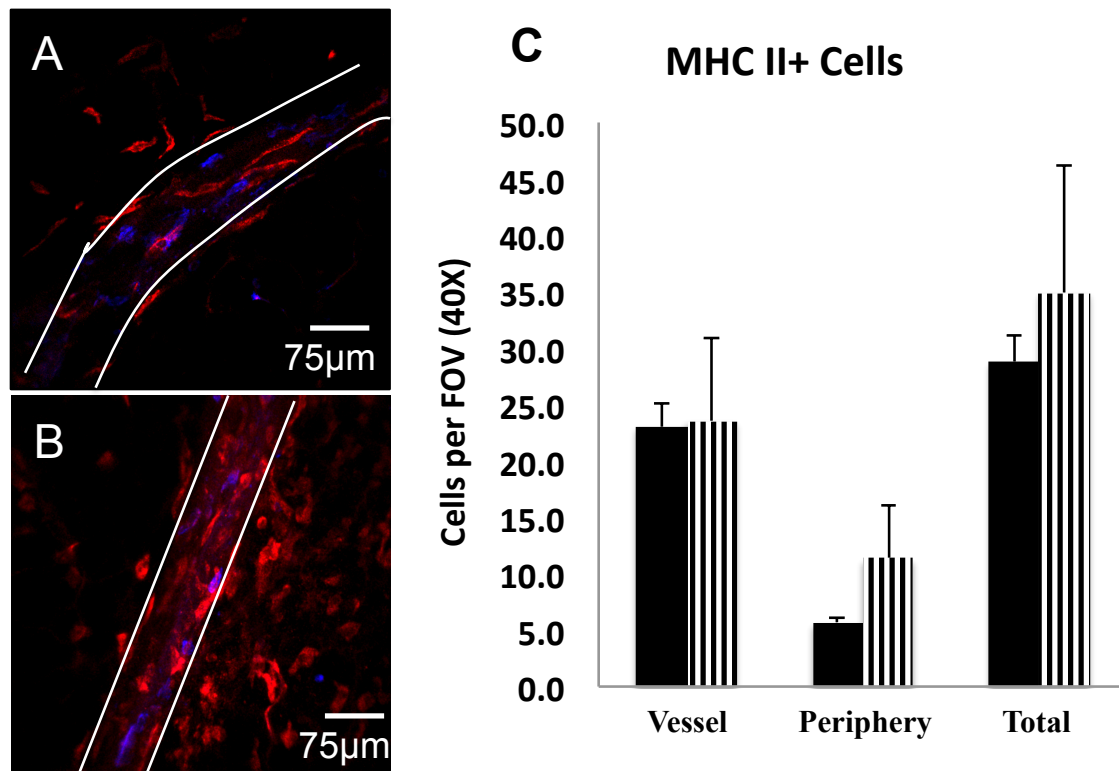 A
75μm
B
75μm
C
MHC II+ Cells
Cells per FOV (40X)
50.0
45.0
40.0
35.0
30.0
25.0
20.0
15.0
10.0
5.0
0.0
Vessel Periphery Total